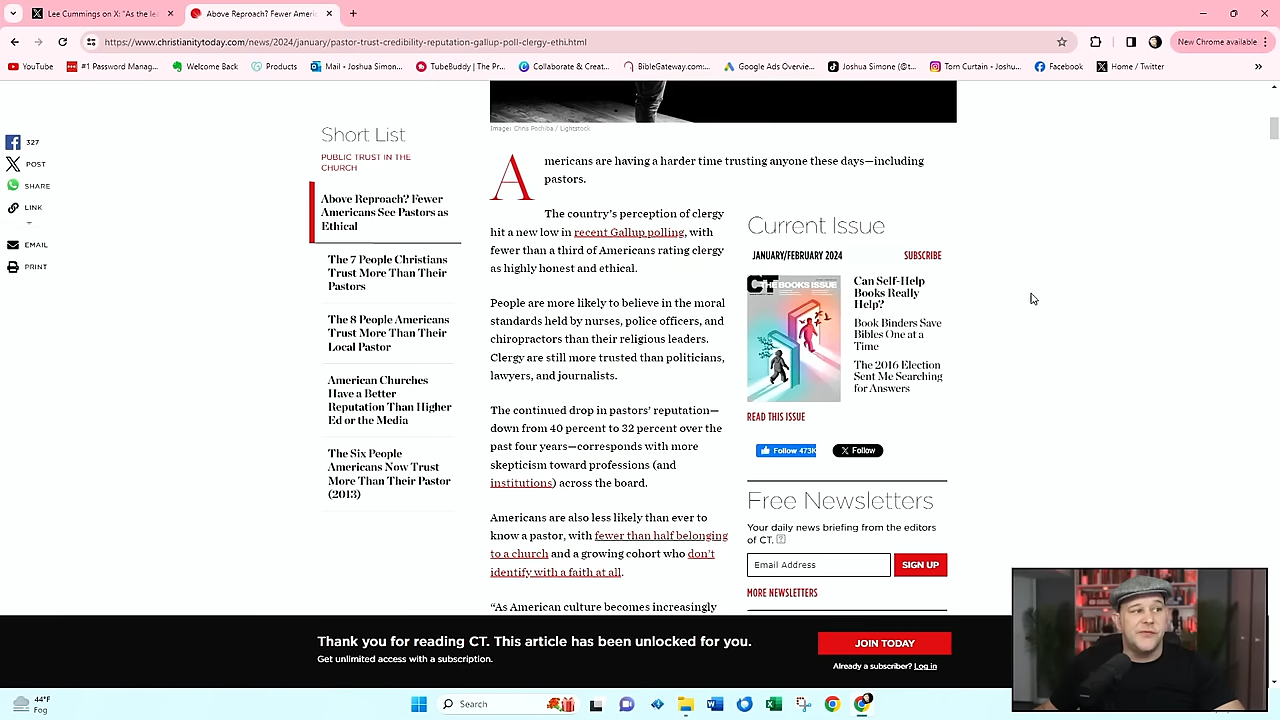 Lee Cummings on X: "As the lea
Above Reproach? Fewer Americ
https://www.christianitytoday.com/news/2024/january/pastor-trust-credibility-reputation-gallup-poll-clergy-ethi.html
New Chrome available
YouTube
#1 Password Manag...
Welcome Back
Products
Mail • Joshua Simon...
TubeBuddy | The Pr...
Collaborate & Creat...
BibleGateway.com:...
Google Ads Overvie...
Joshua Simone (@t...
Torn Curtain • Joshu...
Facebook
Home / Twitter
327
POST
SHARE
LINK
EMAIL
PRINT
Short List
PUBLIC TRUST IN THE
CHURCH
Above Reproach? Fewer
Americans See Pastors as
Ethical
The 7 People Christians
Trust More Than Their
Pastors
The 8 People Americans
Trust More Than Their
Local Pastor
American Churches
Have a Better
Reputation Than Higher
Ed or the Media
The Six People
Americans Now Trust
More Than Their Pastor
(2013)
Image: Chris Pochiba / Lightstock
Americans are having a harder time trusting anyone these days—including
pastors.
The country's perception of clergy
hit a new low in recent Gallup polling, with
fewer than a third of Americans rating clergy
as highly honest and ethical.
People are more likely to believe in the moral
standards held by nurses, police officers, and
chiropractors than their religious leaders.
Clergy are still more trusted than politicians,
lawyers, and journalists.
The continued drop in pastors' reputation—
down from 40 percent to 32 percent over the
past four years—corresponds with more
skepticism toward professions (and
institutions) across the board.
Americans are also less likely than ever to
know a pastor, with fewer than half belonging
to a church and a growing cohort who don't
identify with a faith at all.
"As American culture becomes increasingly
Current Issue
JANUARY/FEBRUARY 2024
SUBSCRIBE
CT THE BOOKS ISSUE
Can Self-Help
Books Really
Help?
Book Binders Save
Bibles One at a
Time
The 2016 Election
Sent Me Searching
for Answers
READ THIS ISSUE
Follow 473K
X Follow
Free Newsletters
Your daily news briefing from the editors
of CT.
Email Address
SIGN UP
MORE NEWSLETTERS
Thank you for reading CT. This article has been unlocked for you.
Get unlimited access with a subscription.
JOIN TODAY
Already a subscriber? Log in
44°F
Fog
Search